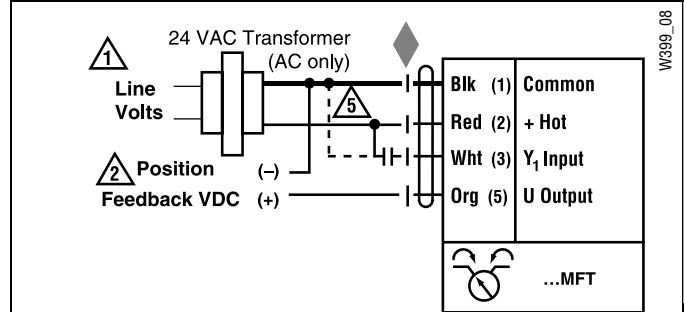 W399_08
24 VAC Transformer
(AC only)
1
Line
Volts
5
2 Position (–)
Feedback VDC (+)
Blk (1) Common
Red (2) + Hot
Wht (3) Y1 Input
Org (5) U Output
...MFT